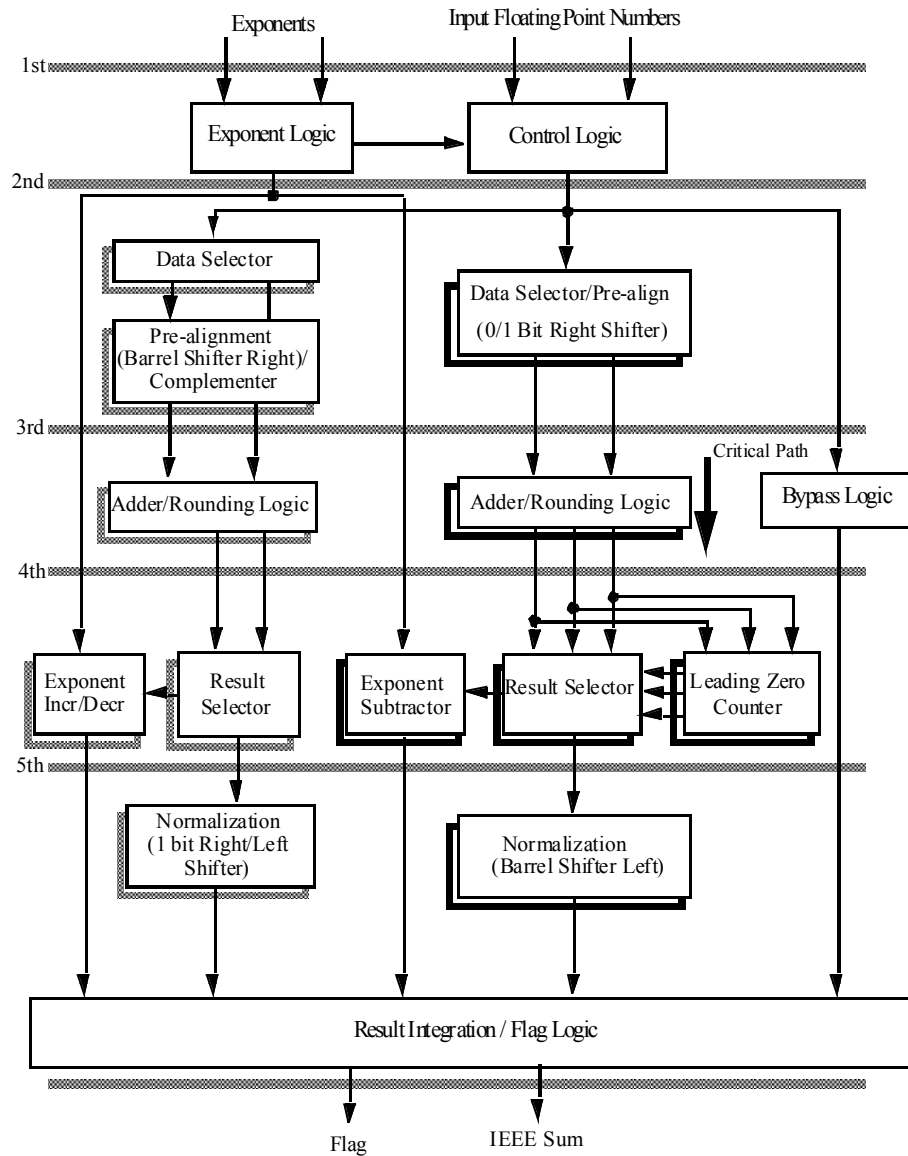 Exponents
Input Floating Point Numbers
1st
Exponent Logic
Control Logic
2nd
Data Selector
Data Selector/Pre-align
(0/1 Bit Right Shifter)
Pre-alignment
(Barrel Shifter Right)/
Complementer
3rd
Critical Path
Adder/Rounding Logic
Adder/Rounding Logic
Bypass Logic
4th
Exponent
Incr/Decr
Result
Selector
Exponent
Subtractor
Result Selector
Leading Zero
Counter
5th
Normalization
(1 bit Right/Left
Shifter)
Normalization
(Barrel Shifter Left)
Result Integration / Flag Logic
Flag
IEEE Sum